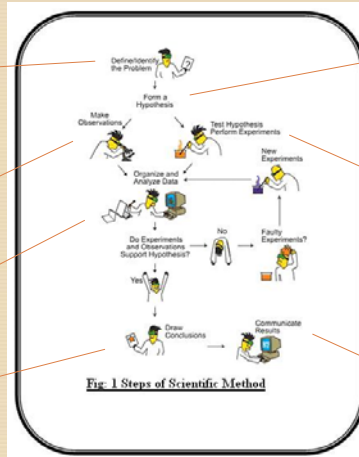 Define/Identify
the Problem
Form a
Hypothesis
Make
Observations
Test Hypothesis
Perform Experiments
New
Experiments
Organize and
Analyze Data
Do Experiments
and Observations
Support Hypothesis?
No
Faulty
Experiments?
Yes
Draw
Conclusions
Communicate
Results
Fig: 1 Steps of Scientific Method